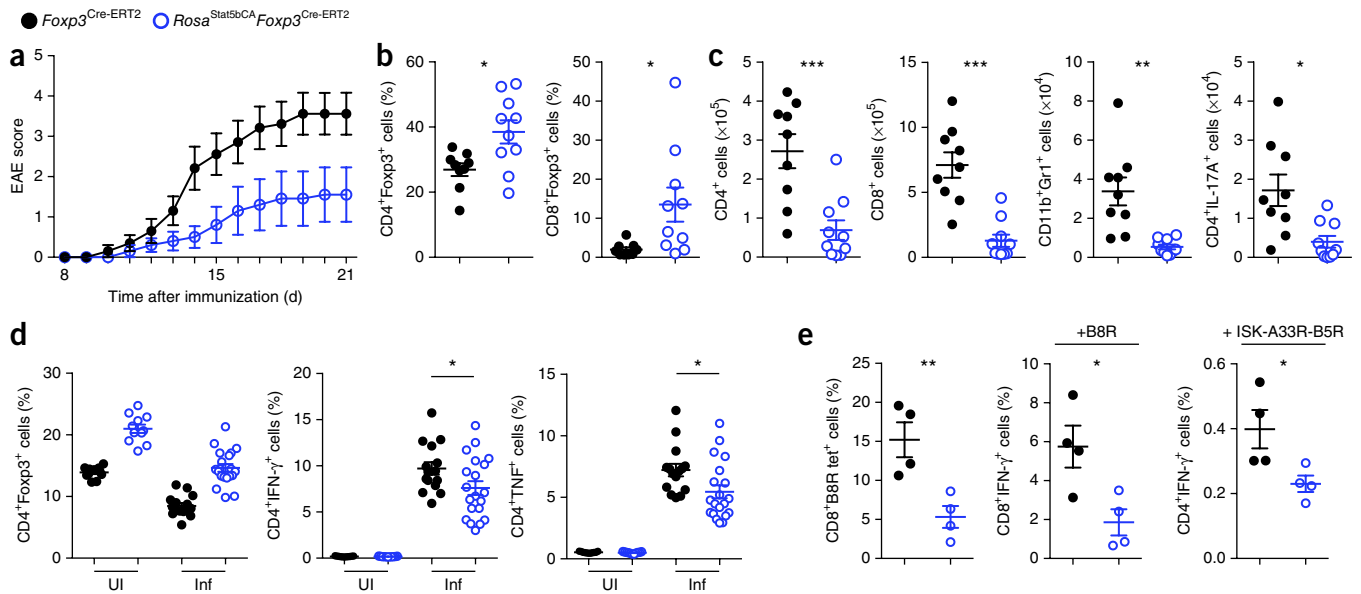 Foxp3Cre-ERT2 RosaStat5bCAFoxp3Cre-ERT2
a
EAE score
5
4
3
2
1
0
8 15 21
Time after immunization (d)
b
CD4+Foxp3+ cells (%)
60
40
20
0
*
CD8+Foxp3+ cells (%)
60
40
20
0
*
c
CD4+ cells (×10⁵)
5
4
3
2
1
0
***
CD8+ cells (×10⁵)
15
10
5
0
***
CD11b+Gr1+ cells (×10⁴)
10
8
6
4
2
0
**
CD4+IL-17A+ cells (×10⁴)
5
4
3
2
1
0
*
d
CD4+Foxp3+ cells (%)
30
20
10
0
UI Inf
CD4+IFN-γ+ cells (%)
20
15
10
5
0
*
UI Inf
CD4+TNF+ cells (%)
15
10
5
0
*
UI Inf
e
CD8+B8R tet+ cells (%)
25
20
15
10
5
0
**
+B8R
CD8+IFN-γ+ cells (%)
10
8
6
4
2
0
*
+ ISK-A33R-B5R
CD4+IFN-γ+ cells (%)
0.6
0.4
0.2
0.0
*